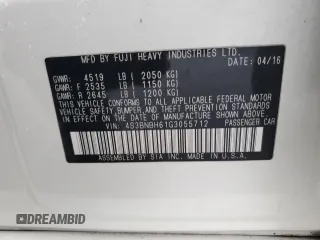 MFD BY FUJI HEAVY INDUSTRIES LTD.
04/16
GVWR: 4519 LB ( 2050 KG)
GAWR: F 2535 LB ( 1150 KG)
GAWR: R 2645 LB ( 1200 KG)
THIS VEHICLE CONFORMS TO ALL APPLICABLE FEDERAL MOTOR
VEHICLE SAFETY, BUMPER, AND THEFT PREVENTION
STANDARDS IN EFFECT ON THE DATE OF MANUFACTURE
SHOWN ABOVE.
VIN: 4S3BNBH61G3055712
PASSENGER CAR
ASSEMBLED BY SIA INC. MADE IN U.S.A.
DREAMBID